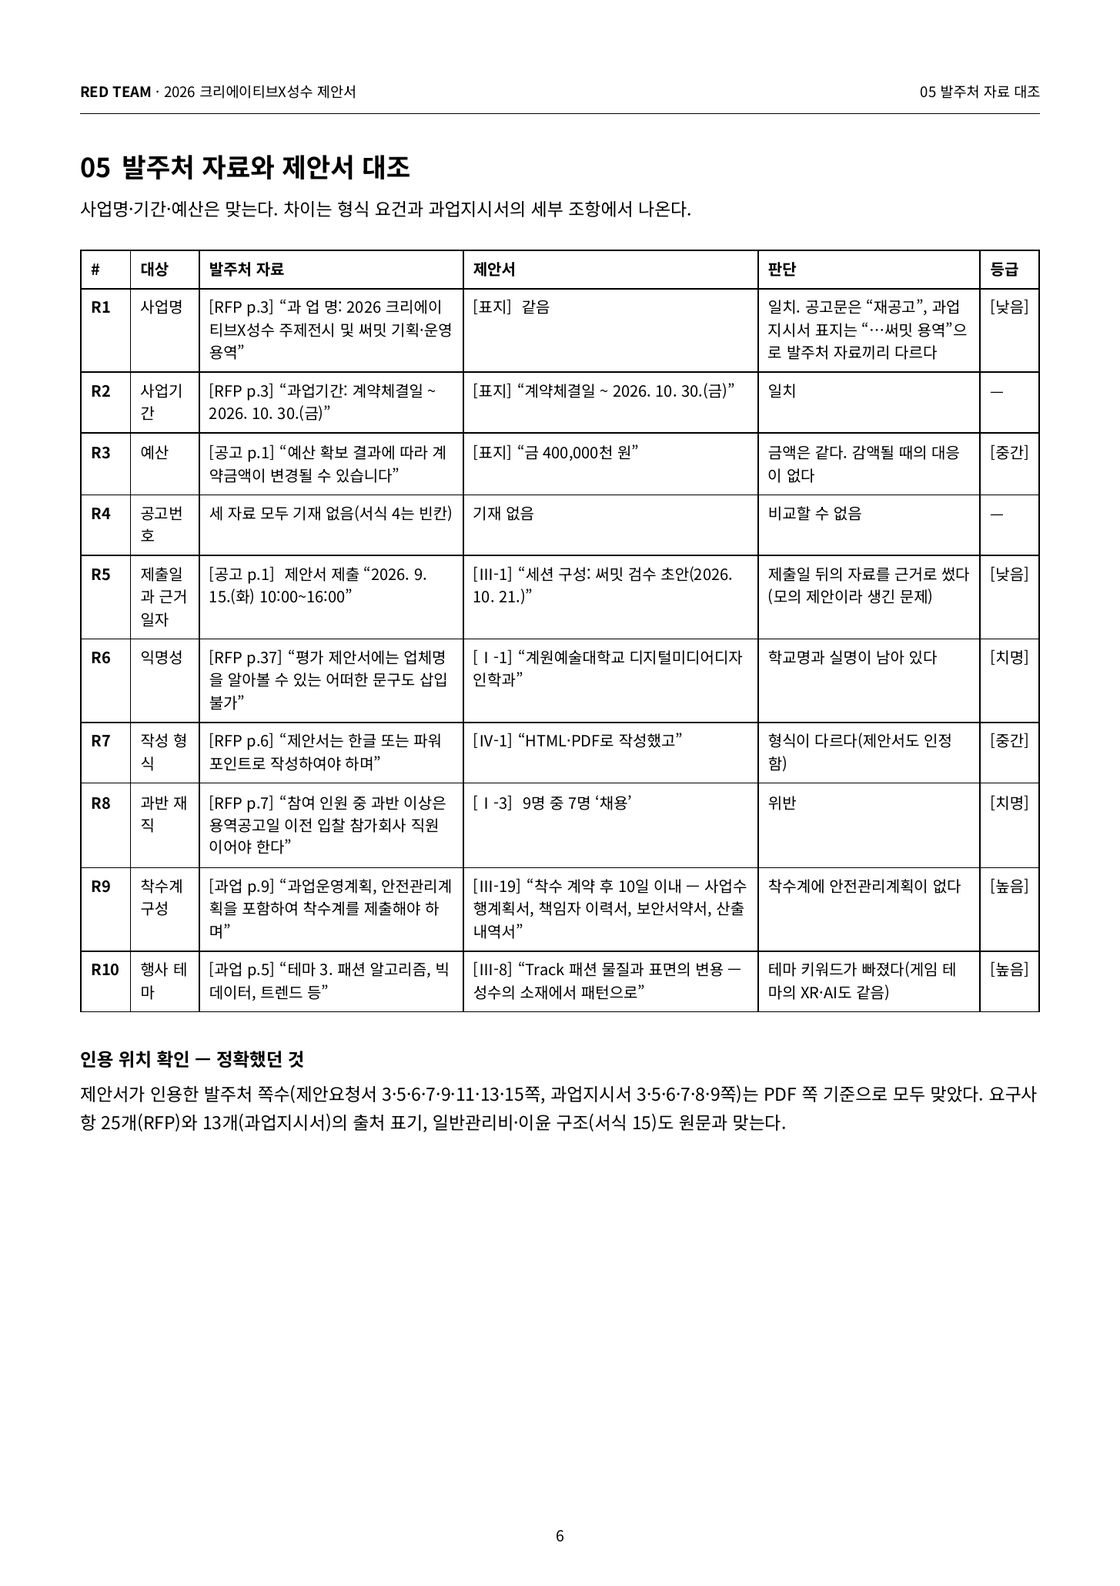 RED TEAM · 2026 크리에이티브X성수 제안서
05 발주처 자료 대조
05 발주처 자료와 제안서 대조
사업명·기간·예산은 맞는다. 차이는 형식 요건과 과업지시서의 세부 조항에서 나온다.
# 대상 발주처 자료 제안서 판단 등급
R1 사업명 [RFP p.3] “과 업 명: 2026 크리에이 [표지] 같음 일치. 공고문은 “재공고”, 과업 [낮음]
티브X성수 주제전시 및 써밋 기획·운영 지시서 표지는 “…써밋 용역”으
용역” 로 발주처 자료끼리 다르다
R2 사업기 [RFP p.3] “과업기간: 계약체결일 ~ [표지] “계약체결일 ~ 2026. 10. 30.(금)” 일치 —
간 2026. 10. 30.(금)”
R3 예산 [공고 p.1] “예산 확보 결과에 따라 계 [표지] “금 400,000천 원” 금액은 같다. 감액될 때의 대응 [중간]
약금액이 변경될 수 있습니다” 이 없다
R4 공고번 세 자료 모두 기재 없음(서식 4는 빈칸) 기재 없음 비교할 수 없음 —
호
R5 제출일 [공고 p.1] 제안서 제출 “2026. 9. [III-1] “세션 구성: 써밋 검수 초안(2026. 제출일 뒤의 자료를 근거로 썼다 [낮음]
과 근거 15.(화) 10:00~16:00” 10. 21.)” (모의 제안이라 생긴 문제)
일자
R6 익명성 [RFP p.37] “평가 제안서에는 업체명 [Ⅰ-1] “계원예술대학교 디지털미디어디자 학교명과 실명이 남아 있다 [치명]
을 알아볼 수 있는 어떠한 문구도 삽입 인학과”
불가”
R7 작성 형 [RFP p.6] “제안서는 한글 또는 파워 [IV-1] “HTML·PDF로 작성했고” 형식이 다르다(제안서도 인정 [중간]
식 포인트로 작성하여야 하며” 함)
R8 과반 재 [RFP p.7] “참여 인원 중 과반 이상은 [Ⅰ-3] 9명 중 7명 ‘채용’ 위반 [치명]
직 용역공고일 이전 입찰 참가회사 직원
이어야 한다”
R9 착수계 [과업 p.9] “과업운영계획, 안전관리계 [III-19] “착수 계약 후 10일 이내 — 사업수 착수계에 안전관리계획이 없다 [높음]
구성 획을 포함하여 착수계를 제출해야 하 행계획서, 책임자 이력서, 보안서약서, 산출
며” 내역서”
R10 행사 테 [과업 p.5] “테마 3. 패션 알고리즘, 빅 [III-8] “Track 패션 물질과 표면의 변용 — 테마 키워드가 빠졌다(게임 테 [높음]
마 데이터, 트렌드 등” 성수의 소재에서 패턴으로” 마의 XR·AI도 같음)
인용 위치 확인 — 정확했던 것
제안서가 인용한 발주처 쪽수(제안요청서 3·5·6·7·9·11·13·15쪽, 과업지시서 3·5·6·7·8·9쪽)는 PDF 쪽 기준으로 모두 맞았다. 요구사
항 25개(RFP)와 13개(과업지시서)의 출처 표기, 일반관리비·이윤 구조(서식 15)도 원문과 맞는다.
6